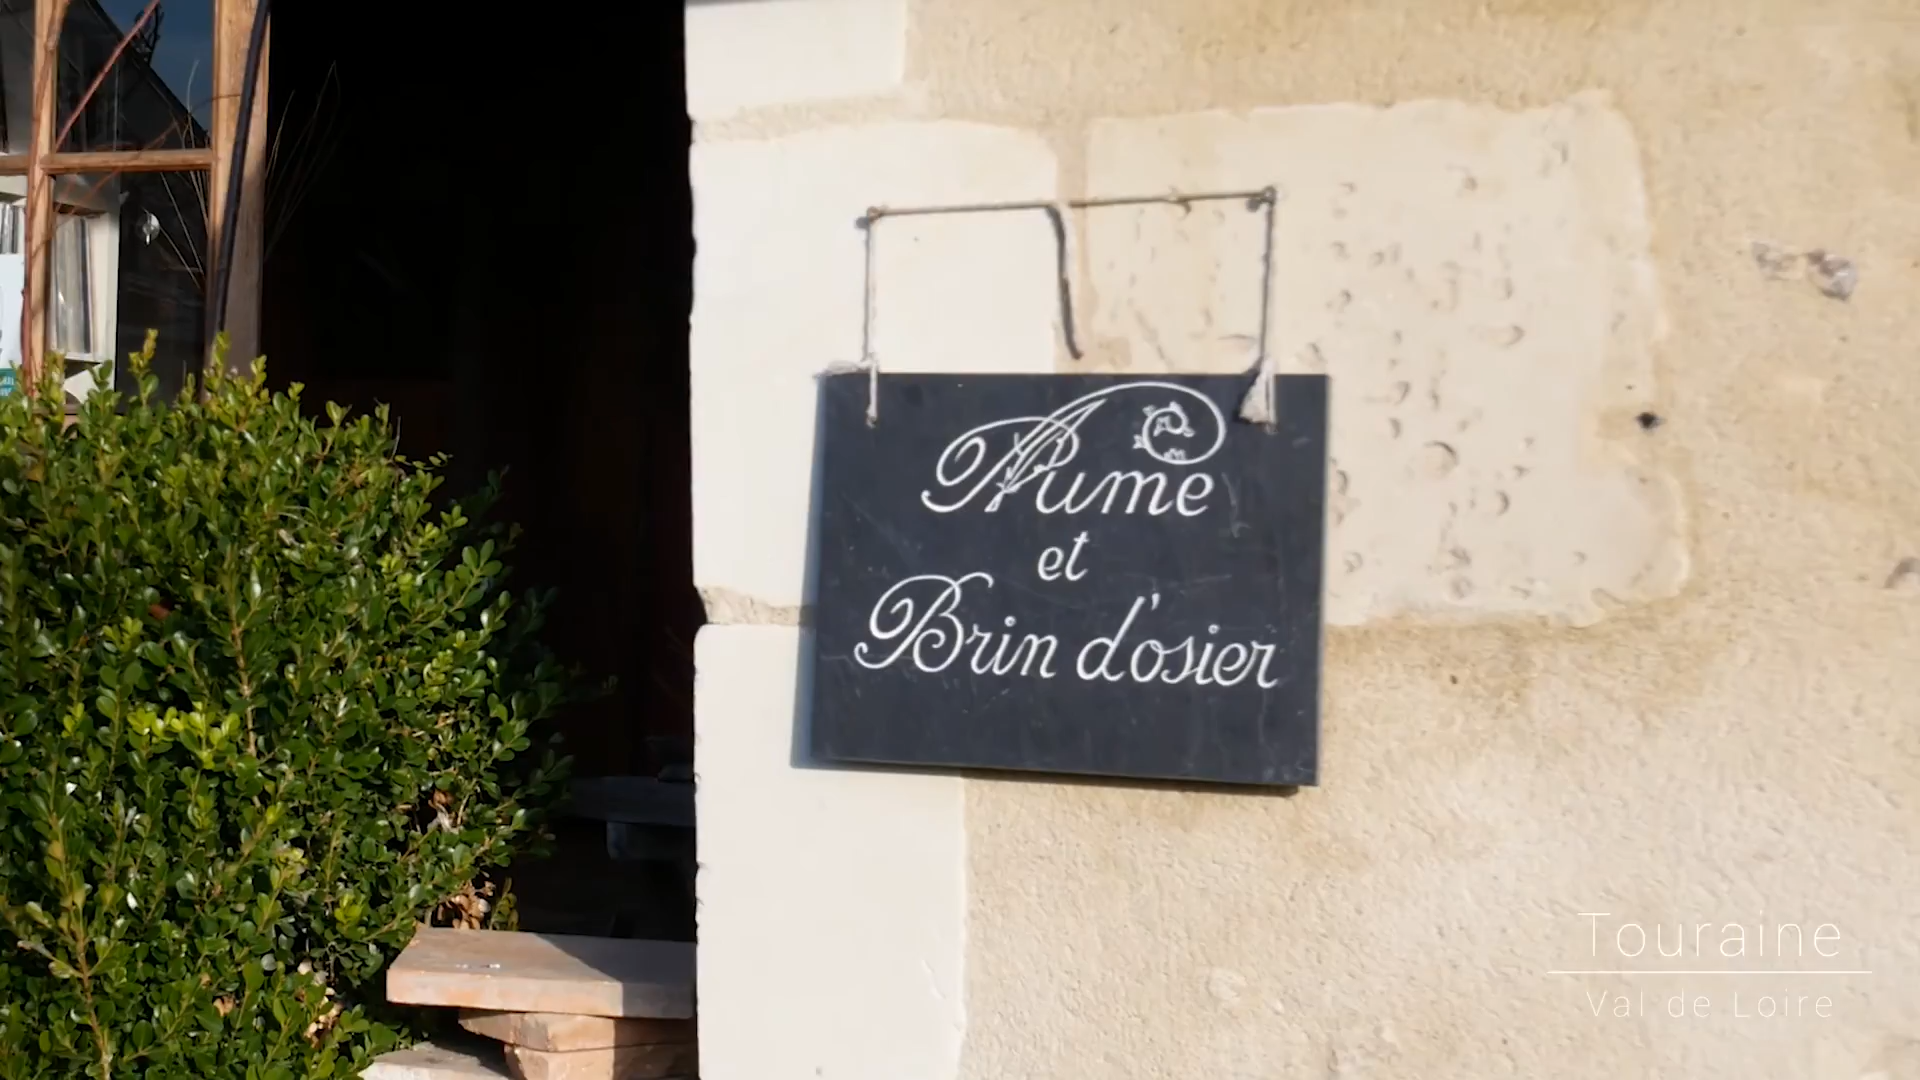 Plume
et
Brin d'osier
Touraine
Val de Loire